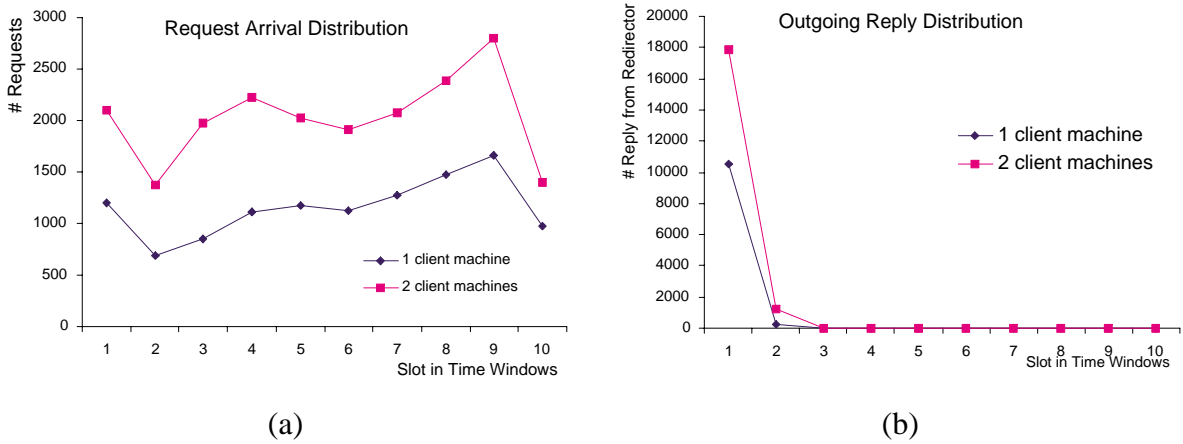 Request Arrival Distribution
# Requests
3000
2500
2000
1500
1000
500
0
1 client machine
2 client machines
1 2 3 4 5 6 7 8 9 10
Slot in Time Windows
(a)
Outgoing Reply Distribution
# Reply from Redirector
20000
18000
16000
14000
12000
10000
8000
6000
4000
2000
0
1 client machine
2 client machines
1 2 3 4 5 6 7 8 9 10
Slot in Time Windows
(b)